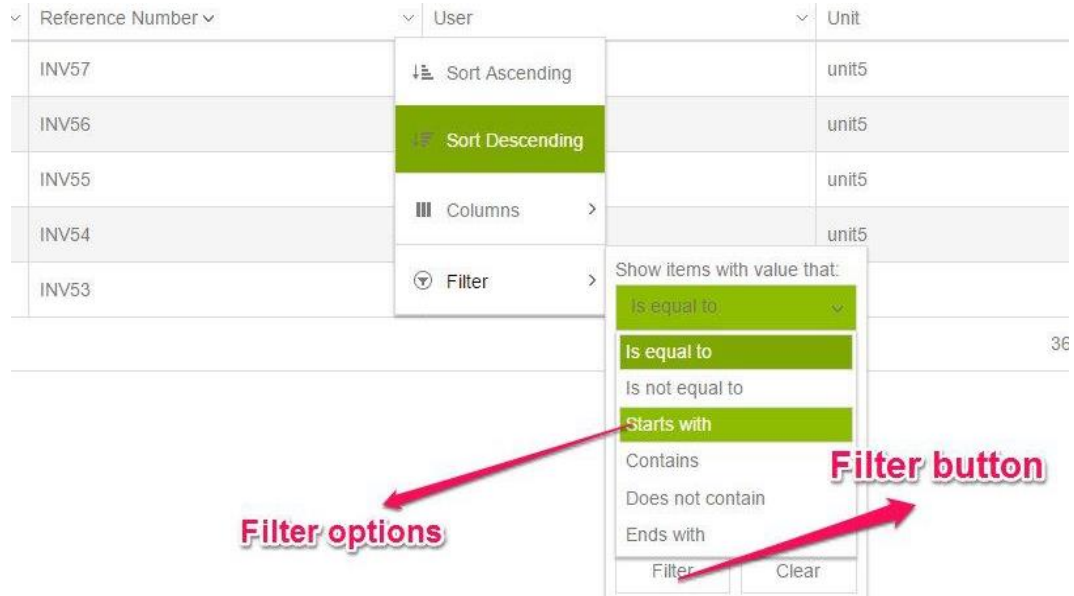 Reference Number User Unit
INV57 Sort Ascending unit5
INV56 Sort Descending unit5
INV55 unit5
Columns
INV54 unit5
INV53 Filter Show items with value that:
Is equal to
36
Is equal to
Is not equal to
Starts with
Contains
Filter button
Does not contain
Filter options
Ends with
Filter Clear